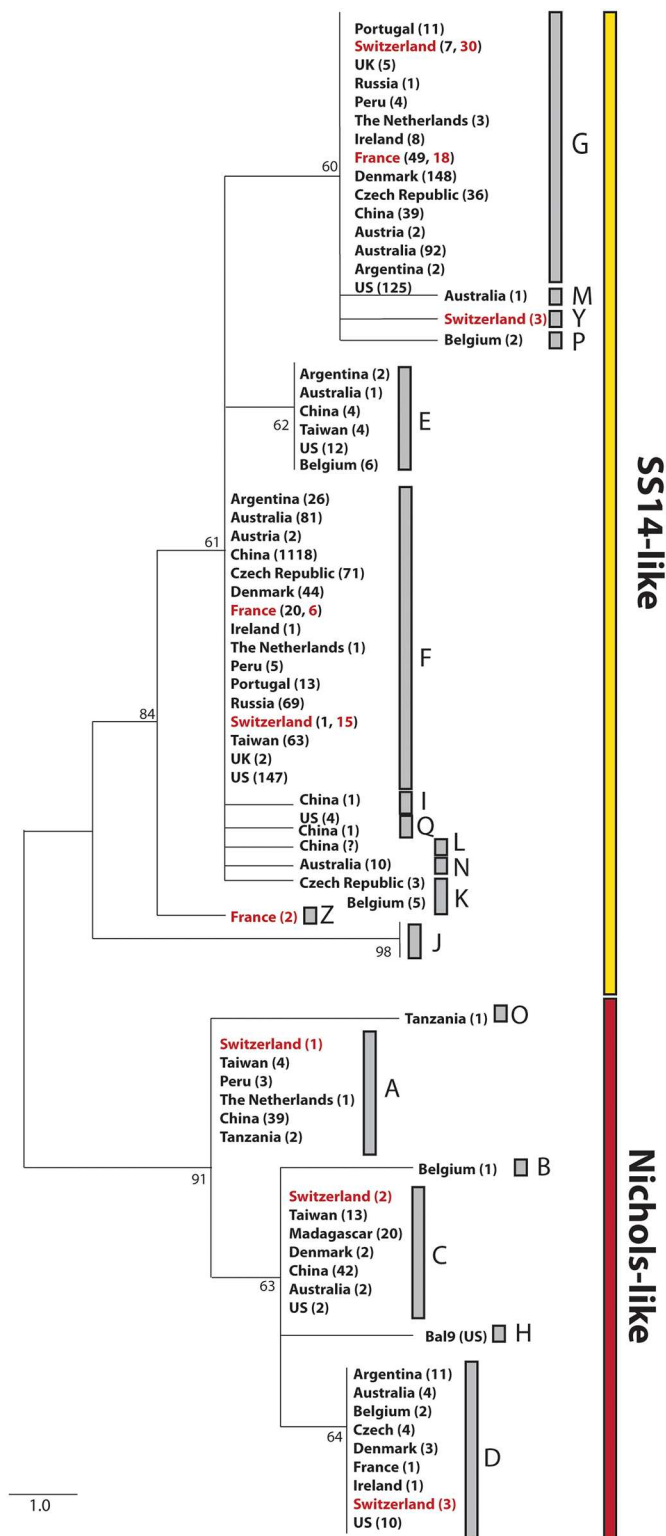 Portugal (11)
Switzerland (7, 30)
UK (5)
Russia (1)
Peru (4)
The Netherlands (3)
Ireland (8)
France (49, 18)
Denmark (148)
Czech Republic (36)
China (39)
Austria (2)
Australia (92)
Argentina (2)
US (125)
G
60
Australia (1)
M
Switzerland (3)
Y
Belgium (2)
P
Argentina (2)
Australia (1)
China (4)
Taiwan (4)
US (12)
Belgium (6)
E
62
SS14-like
Argentina (26)
Australia (81)
Austria (2)
China (1118)
Czech Republic (71)
Denmark (44)
France (20, 6)
Ireland (1)
The Netherlands (1)
Peru (5)
Portugal (13)
Russia (69)
Switzerland (1, 15)
Taiwan (63)
UK (2)
US (147)
F
61
84
China (1)
I
US (4)
China (1)
Q
China (?)
L
Australia (10)
N
Czech Republic (3)
Belgium (5)
K
France (2)
Z
98
J
Tanzania (1)
O
Switzerland (1)
Taiwan (4)
Peru (3)
The Netherlands (1)
China (39)
Tanzania (2)
A
91
Belgium (1)
B
Nichols-like
Switzerland (2)
Taiwan (13)
Madagascar (20)
Denmark (2)
China (42)
Australia (2)
US (2)
C
63
Bal9 (US)
H
Argentina (11)
Australia (4)
Belgium (2)
Czech (4)
Denmark (3)
France (1)
Ireland (1)
Switzerland (3)
US (10)
D
64
1.0